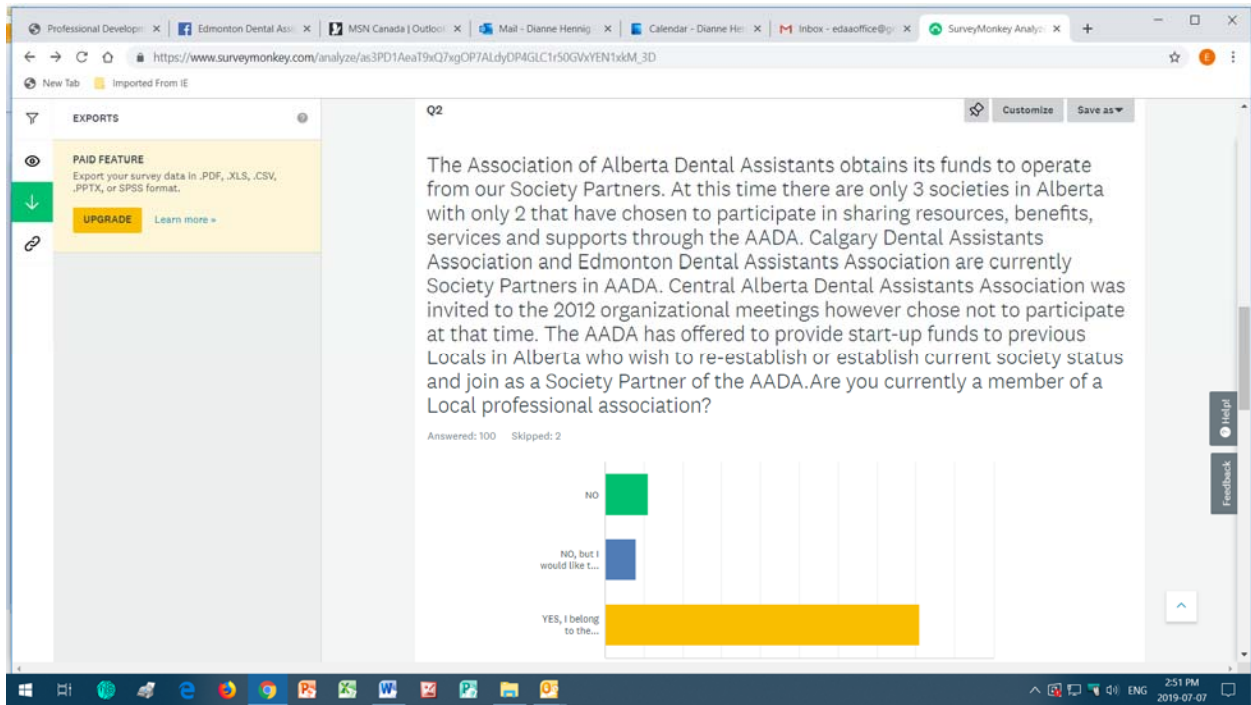 Professional Developm
Edmonton Dental Assi
MSN Canada | Outloo
Mail - Dianne Hennig
Calendar - Dianne He
Inbox - edaaoffice@g
SurveyMonkey Analyz
https://www.surveymonkey.com/analyze/
E
New Tab
Imported From IE
EXPORTS
PAID FEATURE
Export your survey data in .PDF, .XLS, .CSV,
.PPTX, or SPSS format.
UPGRADE
Learn more »
Q2
Customize
Save as
The Association of Alberta Dental Assistants obtains its funds to operate
from our Society Partners. At this time there are only 3 societies in Alberta
with only 2 that have chosen to participate in sharing resources, benefits,
services and supports through the AADA. Calgary Dental Assistants
Association and Edmonton Dental Assistants Association are currently
Society Partners in AADA. Central Alberta Dental Assistants Association was
invited to the 2012 organizational meetings however chose not to participate
at that time. The AADA has offered to provide start-up funds to previous
Locals in Alberta who wish to re-establish or establish current society status
and join as a Society Partner of the AADA.Are you currently a member of a
Local professional association?
Answered: 100 Skipped: 2
NO
NO, but I
would like t...
YES, I belong
to the...
Help!
Feedback
ENG
2:51 PM
2019-07-07